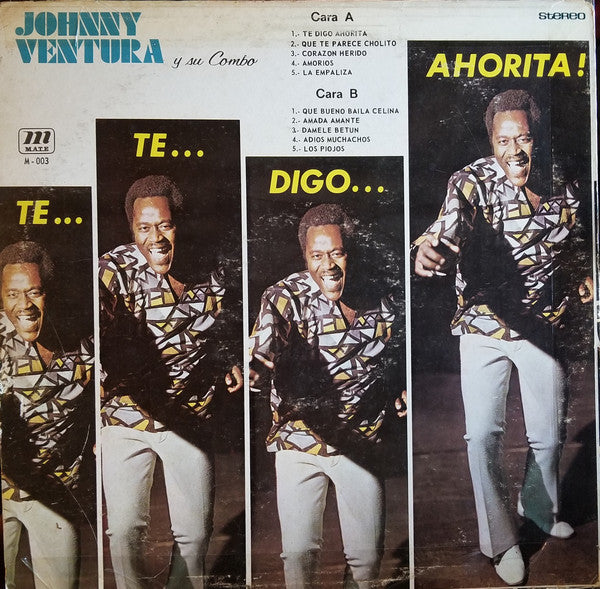 JOHNNY
VENTURA
y su Combo
Cara A
1.- TE DIGO AHORITA
2.- QUE TE PARECE CHOLITO
3.- CORAZON HERIDO
4.- AMORIOS
5.- LA EMPALIZA
Cara B
1.- QUE BUENO BAILA CELINA
2.- AMADA AMANTE
3.- DAMELE BETUN
4.- ADIOS MUCHACHOS
5.- LOS PIOJOS
stereo
m
MATE
M-003
TE...
TE...
DIGO...
AHORITA!